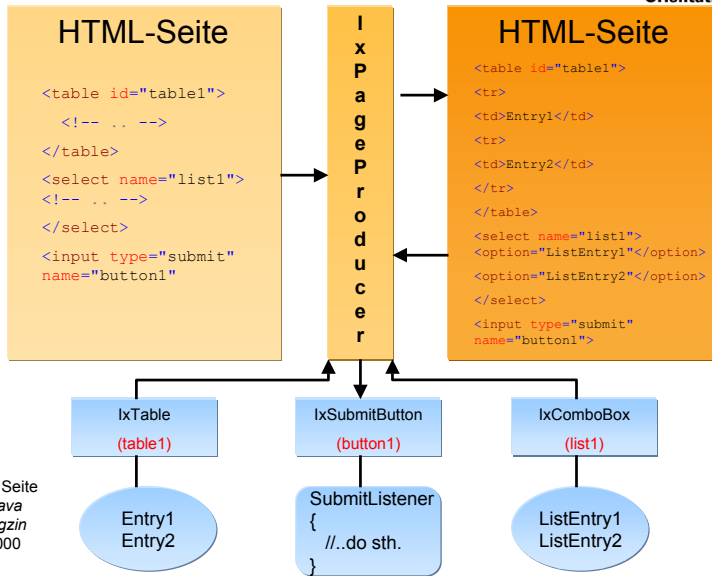 Orientat
HTML-Seite
<table id="table1">
<!-- .. -->
</table>
<select name="list1">
<!-- .. -->
</select>
<input type="submit"
name="button1"
IxPageProducer
HTML-Seite
<table id="table1">
<tr>
<td>Entry1</td>
<tr>
<td>Entry2</td>
</tr>
</table>
<select name="list1">
<option="ListEntry1"</option>
<option="ListEntry2"</option>
</select>
<input type="submit"
name="button1">
IxTable
(table1)
IxSubmitButton
(button1)
IxComboBox
(list1)
Seite
ava
gzin
000
Entry1
Entry2
SubmitListener
{
//..do sth.
}
ListEntry1
ListEntry2